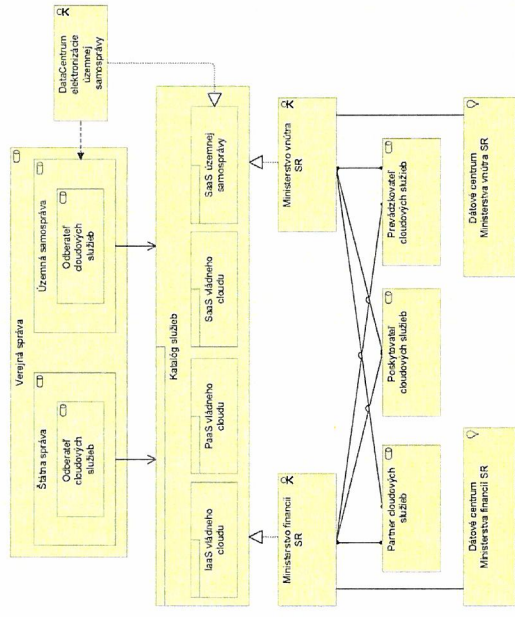 Verejná správa
Štátna správa
Odberateľ
cloudových
služieb
Územná samospráva
Odberateľ
cloudových
služieb
DataCentrum
elektronizácie
územnej
samosprávy
Katalóg služieb
IaaS vládneho
cloudu
PaaS vládneho
cloudu
SaaS vládneho
cloudu
SaaS územnej
samosprávy
Ministerstvo financií
SR
Ministerstvo vnútra
SR
Partner cloudových
služieb
Poskytovateľ
cloudových služieb
Prevádzkovateľ
cloudových služieb
Dátové centrum
Ministerstva financií SR
Dátové centrum
Ministerstva vnútra SR